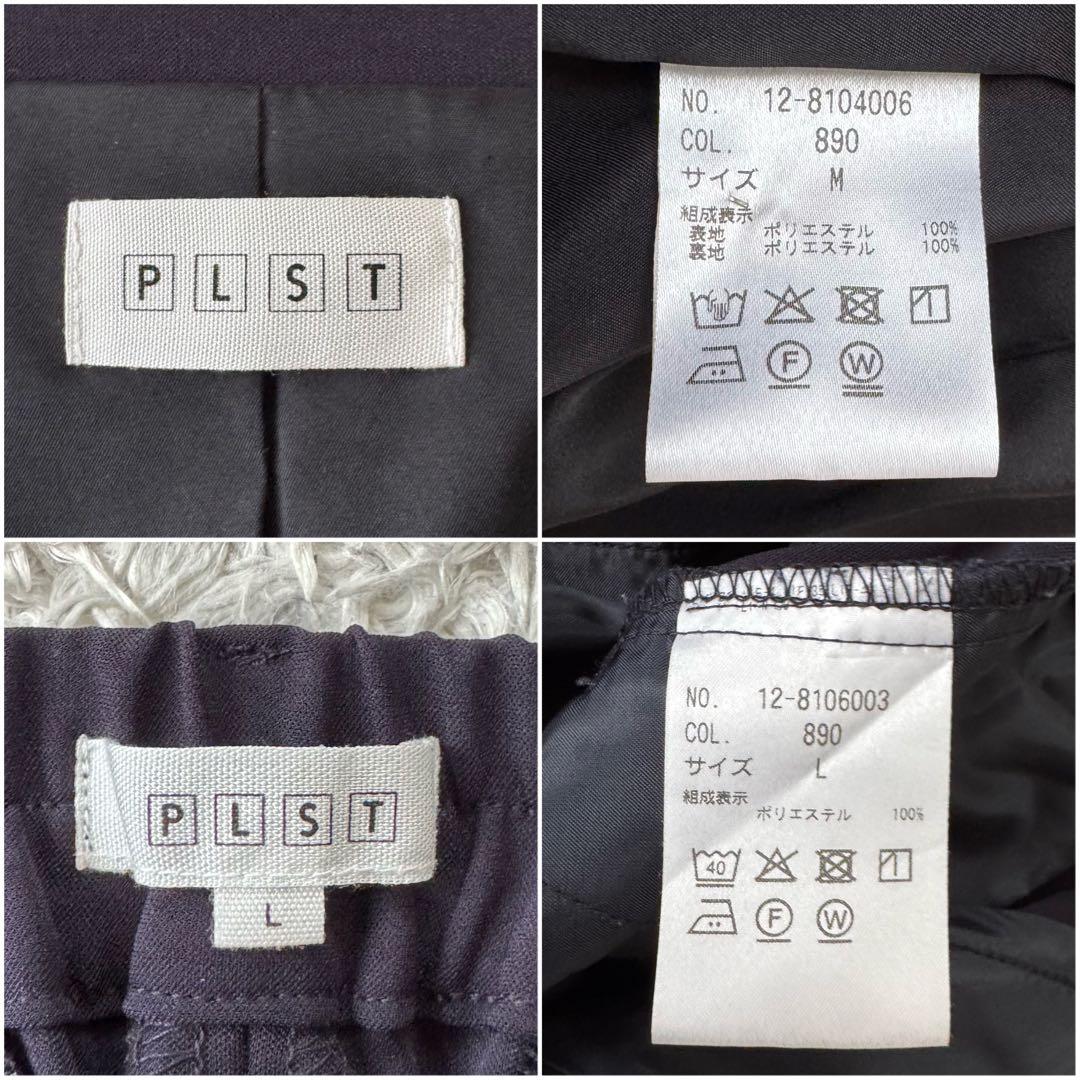 PLST
NO. 12-8104006
COL. 890
サイズ M
組成表示
表地 ポリエステル 100%
裏地 ポリエステル 100%
F W
PLST
L
NO. 12-8106003
COL. 890
サイズ L
組成表示
ポリエステル 100%
40
F W